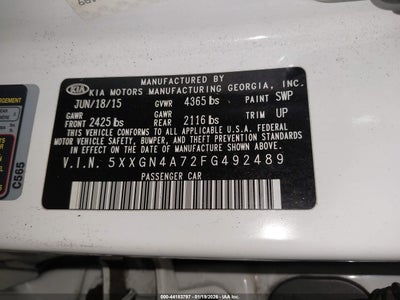 MANUFACTURED BY
KIA KIA MOTORS MANUFACTURING GEORGIA, INC.
JUN/18/15 GVWR 4365 lbs PAINT SWP
GAWR FRONT 2425 lbs GAWR REAR 2116 lbs TRIM UP
THIS VEHICLE CONFORMS TO ALL APPLICABLE U.S.A. FEDERAL
MOTOR VEHICLE SAFETY, BUMPER, AND THEFT PREVENTION STANDARDS
IN EFFECT ON THE DATE OF MANUFACTURE SHOWN ABOVE.
V.I.N. 5XXGN4A72FG492489
PASSENGER CAR
C565
000-44183797 - 01/19/2026 - IAA Inc.